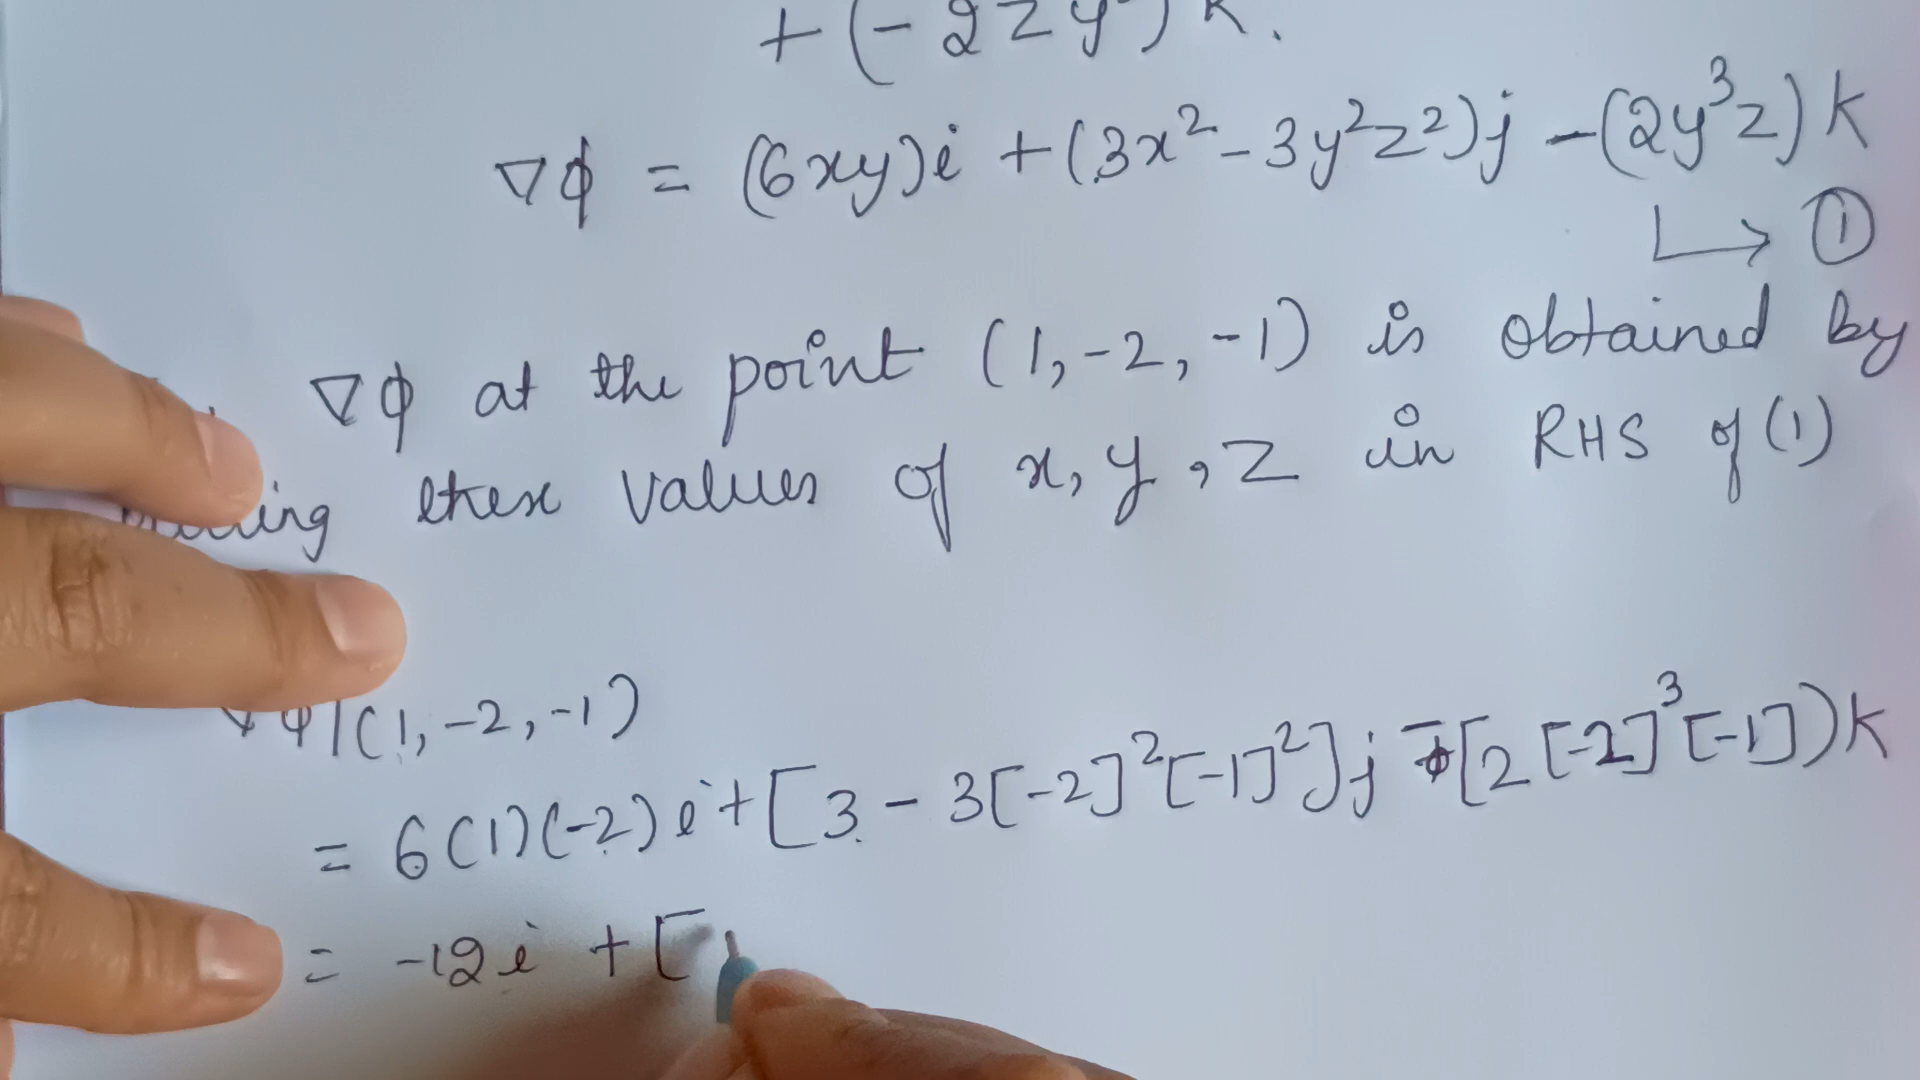 + (- 2zy³) k.
∇ϕ = (6xy)i + (3x² - 3y²z²)j - (2y³z)k
↳ ①
∇ϕ at the point (1, -2, -1) is obtained by
these values of x, y, z in RHS of (1)
∇ϕ|(1, -2, -1)
= 6(1)(-2)i + [3 - 3[-2]²[-1]²]j - [2[-2]³[-1])k
= -12i + [